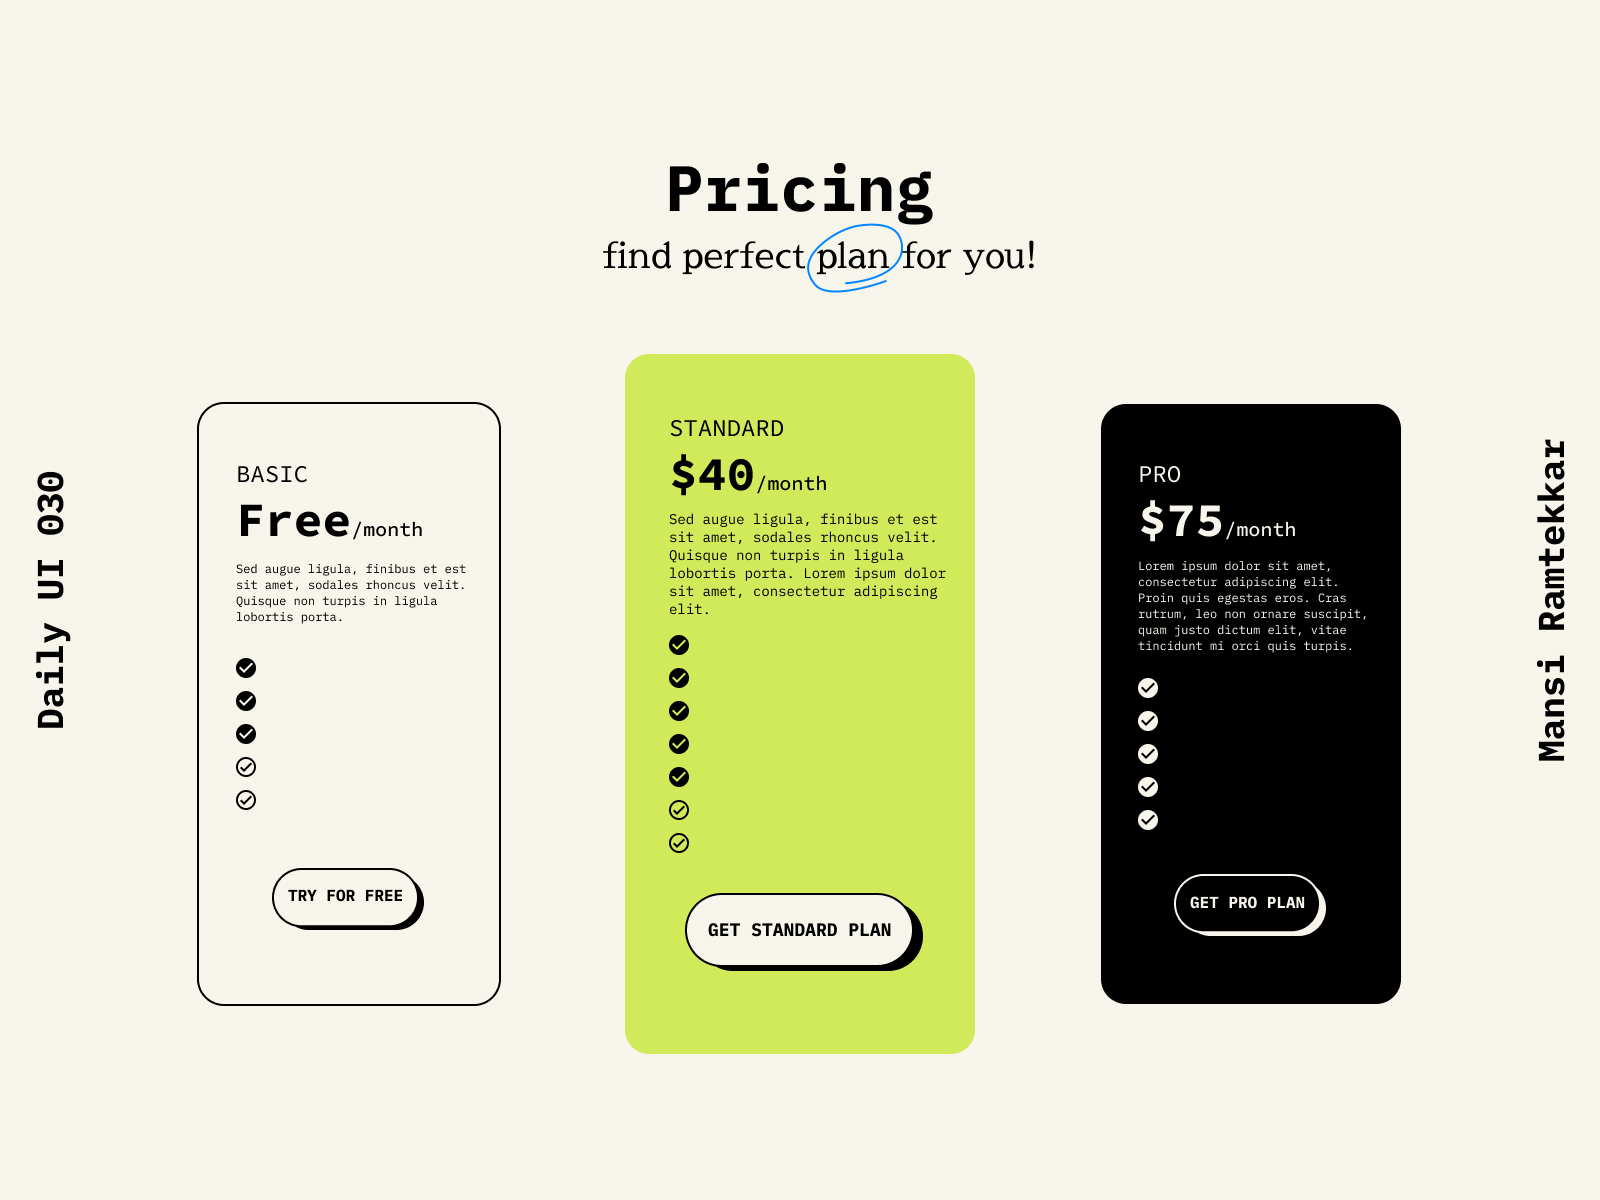 Pricing
find perfect plan for you!
Daily UI 030
BASIC
Free/month
Sed augue ligula, finibus et est
sit amet, sodales rhoncus velit.
Quisque non turpis in ligula
lobortis porta.
TRY FOR FREE
STANDARD
$40/month
Sed augue ligula, finibus et est
sit amet, sodales rhoncus velit.
Quisque non turpis in ligula
lobortis porta. Lorem ipsum dolor
sit amet, consectetur adipiscing
elit.
GET STANDARD PLAN
PRO
$75/month
Lorem ipsum dolor sit amet,
consectetur adipiscing elit.
Proin quis egestas eros. Cras
rutrum, leo non ornare suscipit,
quam justo dictum elit, vitae
tincidunt mi orci quis turpis.
GET PRO PLAN
Mansi Ramtekkar